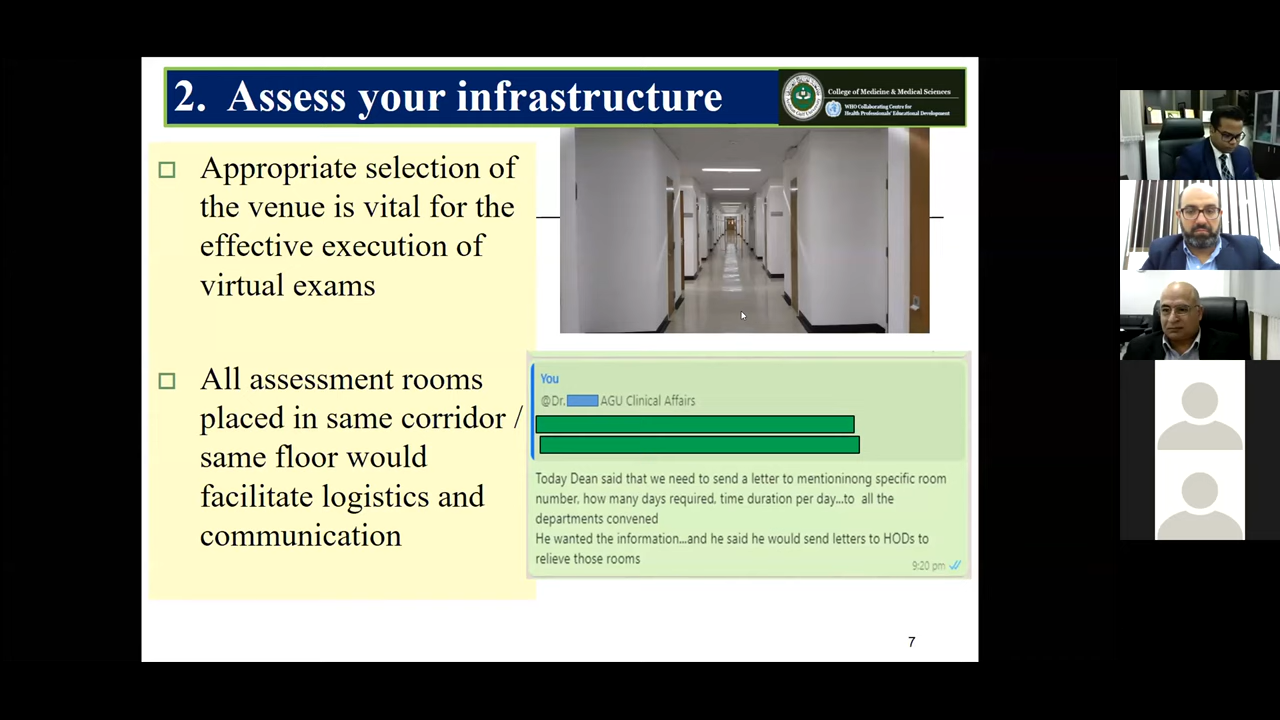 2. Assess your infrastructure
College of Medicine & Medical Sciences
WHO Collaborating Centre for
Health Professionals' Educational Development
Appropriate selection of
the venue is vital for the
effective execution of
virtual exams
All assessment rooms
placed in same corridor /
same floor would
facilitate logistics and
communication
You
@Dr. AGU Clinical Affairs
Today Dean said that we need to send a letter to mentioninong specific room
number, how many days required, time duration per day...to all the
departments convened
He wanted the information...and he said he would send letters to HODs to
relieve those rooms
9:20 pm
7